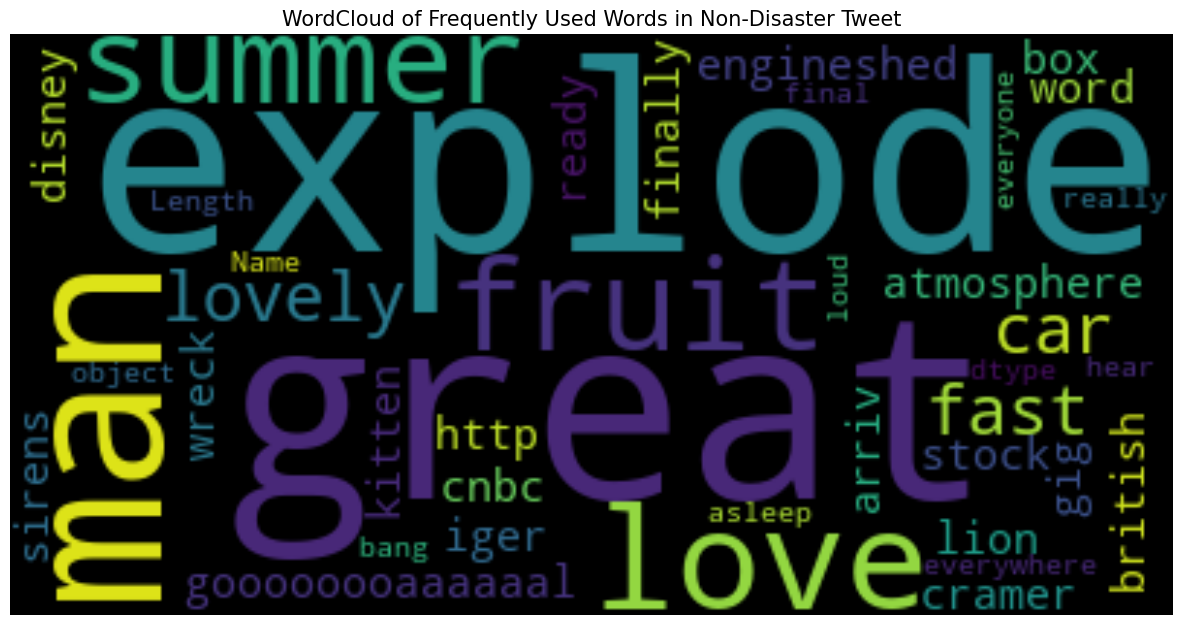 WordCloud of Frequently Used Words in Non-Disaster Tweet
summer
explode
disney
ready
finally
engineshed
final
box
word
everyone
really
Length
Name
lovely
fruit
loud
atmosphere
car
man
great
object
wreck
kitten
http
cnbc
dtype
hear
fast
arriv
stock
gig
british
sirens
bang
iger
asleep
love
lion
everywhere
cramer
goooooooaaaaaal